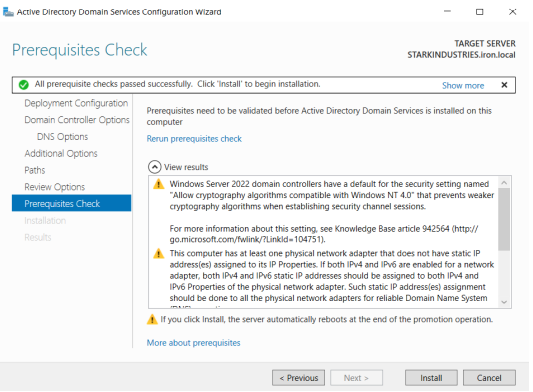 Active Directory Domain Services Configuration Wizard
Prerequisites Check
TARGET SERVER
STARKINDUSTRIES.iron.local
All prerequisite checks passed successfully. Click 'Install' to begin installation.
Show more
Deployment Configuration
Domain Controller Options
DNS Options
Additional Options
Paths
Review Options
Prerequisites Check
Installation
Results
Prerequisites need to be validated before Active Directory Domain Services is installed on this
computer
Rerun prerequisites check
View results
Windows Server 2022 domain controllers have a default for the security setting named
"Allow cryptography algorithms compatible with Windows NT 4.0" that prevents weaker
cryptography algorithms when establishing security channel sessions.
For more information about this setting, see Knowledge Base article 942564 (http://
go.microsoft.com/fwlink/?LinkId=104751).
This computer has at least one physical network adapter that does not have static IP
address(es) assigned to its IP Properties. If both IPv4 and IPv6 are enabled for a network
adapter, both IPv4 and IPv6 static IP addresses should be assigned to both IPv4 and
IPv6 Properties of the physical network adapter. Such static IP address(es) assignment
should be done to all the physical network adapters for reliable Domain Name System
If you click Install, the server automatically reboots at the end of the promotion operation.
More about prerequisites
< Previous
Next >
Install
Cancel